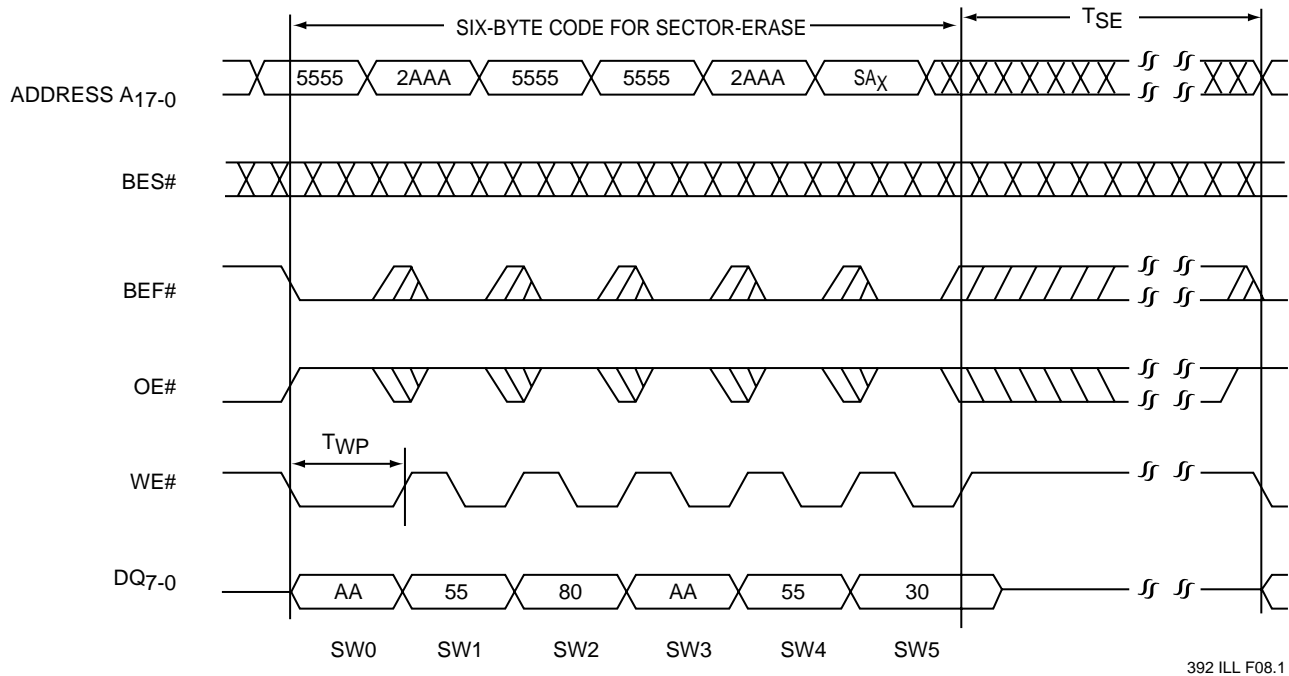 SIX-BYTE CODE FOR SECTOR-ERASE TSE
ADDRESS A17-0 5555 2AAA 5555 5555 2AAA SAX
BES#
BEF#
OE#
TWP
WE#
DQ7-0 AA 55 80 AA 55 30
SW0 SW1 SW2 SW3 SW4 SW5
392 ILL F08.1